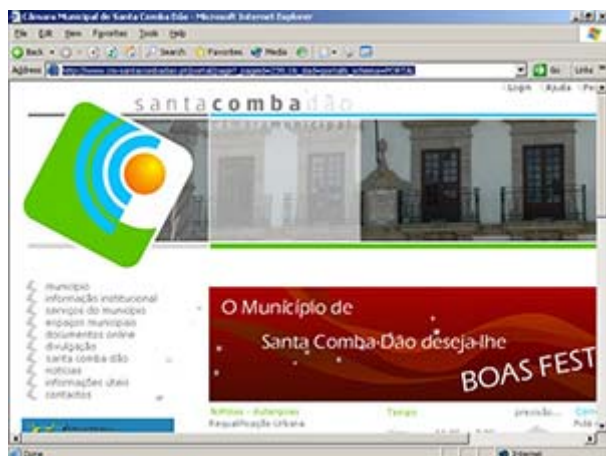 Câmara Municipal de Santa Comba Dão - Microsoft Internet Explorer
File Edit View Favorites Tools Help
Back Search Favorites Media
Address
Go Links
Login Ajuda
santacombadão
câmaramunicipal
município
informação institucional
serviços do município
espaços municipais
documentos online
divulgação
santa comba dão
notícias
informações úteis
contactos
O Município de
Santa Comba Dão deseja-lhe
BOAS FEST
Notícias - Autarquias
Tempo
previsão...
Requalificação Urbana
Done
Internet